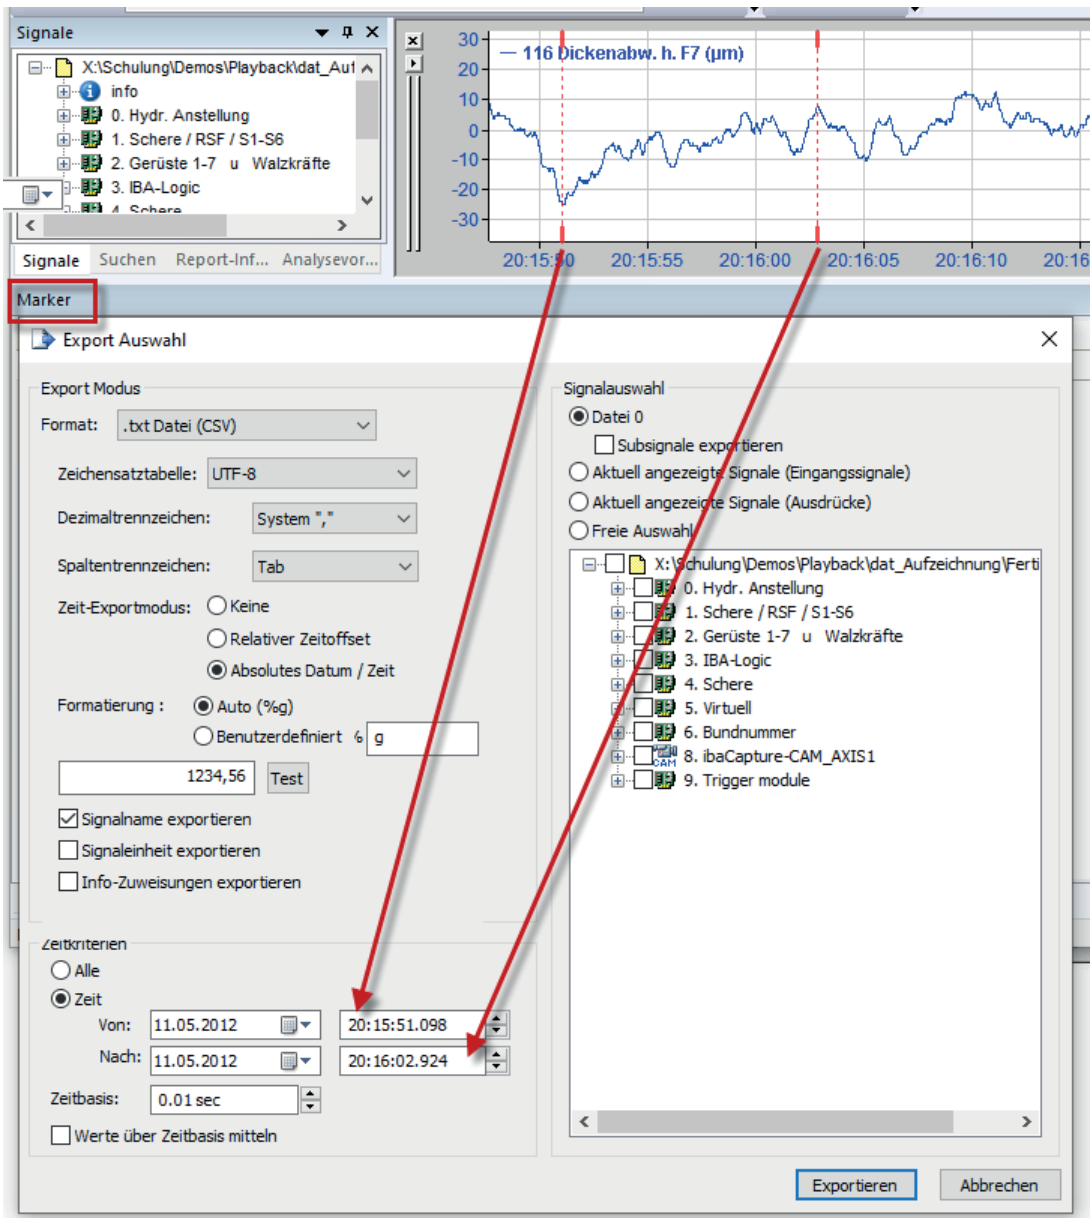 Signale
X:\Schulung\Demos\Playback\dat_Auf
info
0. Hydr. Anstellung
1. Schere / RSF / S1-S6
2. Gerüste 1-7 u Walzkräfte
3. IBA-Logic
4. Schere
Signale Suchen Report-Inf... Analysevor...
116 Dickenabw. h. F7 (µm)
30
20
10
0
-10
-20
-30
20:15:50 20:15:55 20:16:00 20:16:05 20:16:10 20:16
Marker
Export Auswahl
Export Modus
Format: .txt Datei (CSV)
Zeichensatztabelle: UTF-8
Dezimaltrennzeichen: System ","
Spaltentrennzeichen: Tab
Zeit-Exportmodus: Keine
Relativer Zeitoffset
Absolutes Datum / Zeit
Formatierung : Auto (%g)
Benutzerdefiniert % g
1234,56 Test
Signalname exportieren
Signaleinheit exportieren
Info-Zuweisungen exportieren
Zeitkriterien
Alle
Zeit
Von: 11.05.2012 20:15:51.098
Nach: 11.05.2012 20:16:02.924
Zeitbasis: 0.01 sec
Werte über Zeitbasis mitteln
Signalauswahl
Datei 0
Subsignale exportieren
Aktuell angezeigte Signale (Eingangssignale)
Aktuell angezeigte Signale (Ausdrücke)
Freie Auswahl
X:\Schulung\Demos\Playback\dat_Aufzeichnung\Ferti
0. Hydr. Anstellung
1. Schere / RSF / S1-S6
2. Gerüste 1-7 u Walzkräfte
3. IBA-Logic
4. Schere
5. Virtuell
6. Bundnummer
CAM 8. ibaCapture-CAM_AXIS1
9. Trigger module
Exportieren Abbrechen